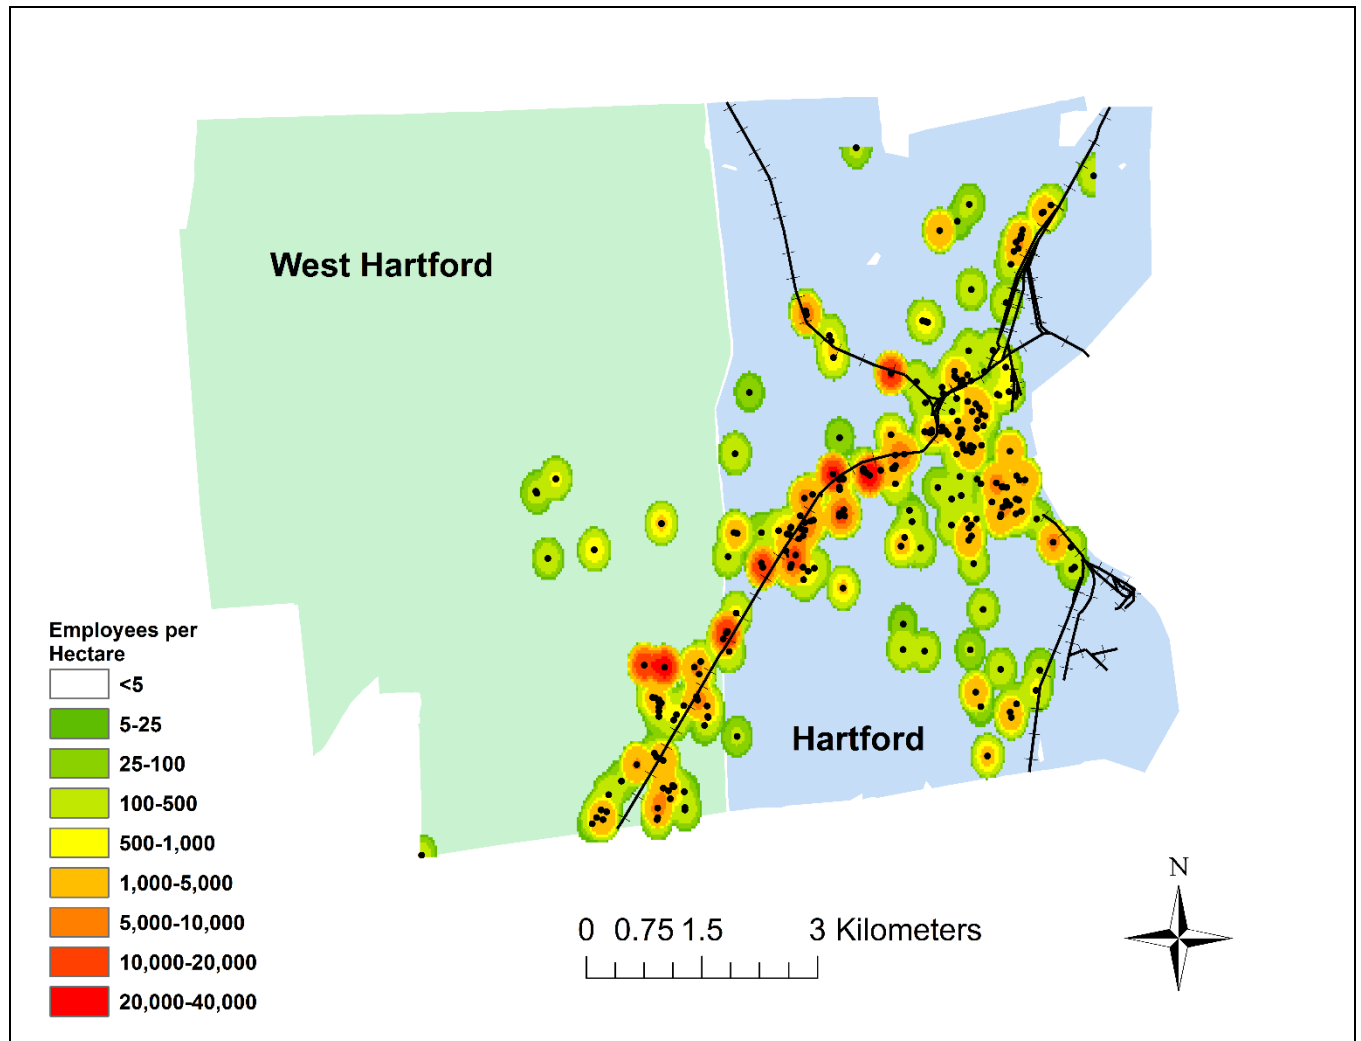 West Hartford
Hartford
Employees per
Hectare
<5
5-25
25-100
100-500
500-1,000
1,000-5,000
5,000-10,000
10,000-20,000
20,000-40,000
0 0.75 1.5 3 Kilometers
N